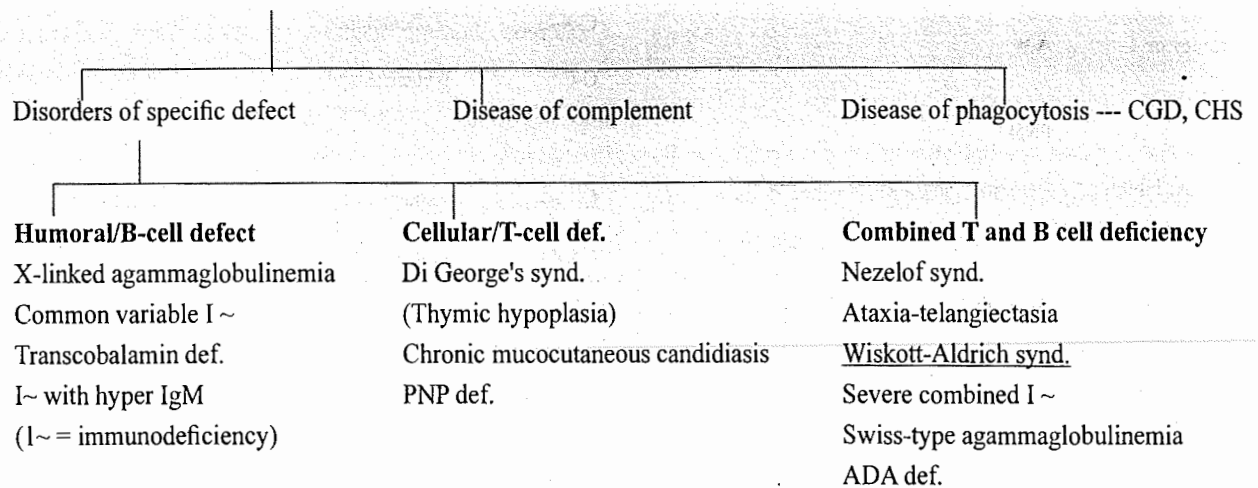 Disorders of specific defect
Disease of complement
Disease of phagocytosis --- CGD, CHS
Humoral/B-cell defect
X-linked agammaglobulinemia
Common variable I ~
Transcobalamin def.
I~ with hyper IgM
(1~ = immunodeficiency)
Cellular/T-cell def.
Di George's synd.
(Thymic hypoplasia)
Chronic mucocutaneous candidiasis
PNP def.
Combined T and B cell deficiency
Nezelof synd.
Ataxia-telangiectasia
Wiskott-Aldrich synd.
Severe combined I ~
Swiss-type agammaglobulinemia
ADA def.